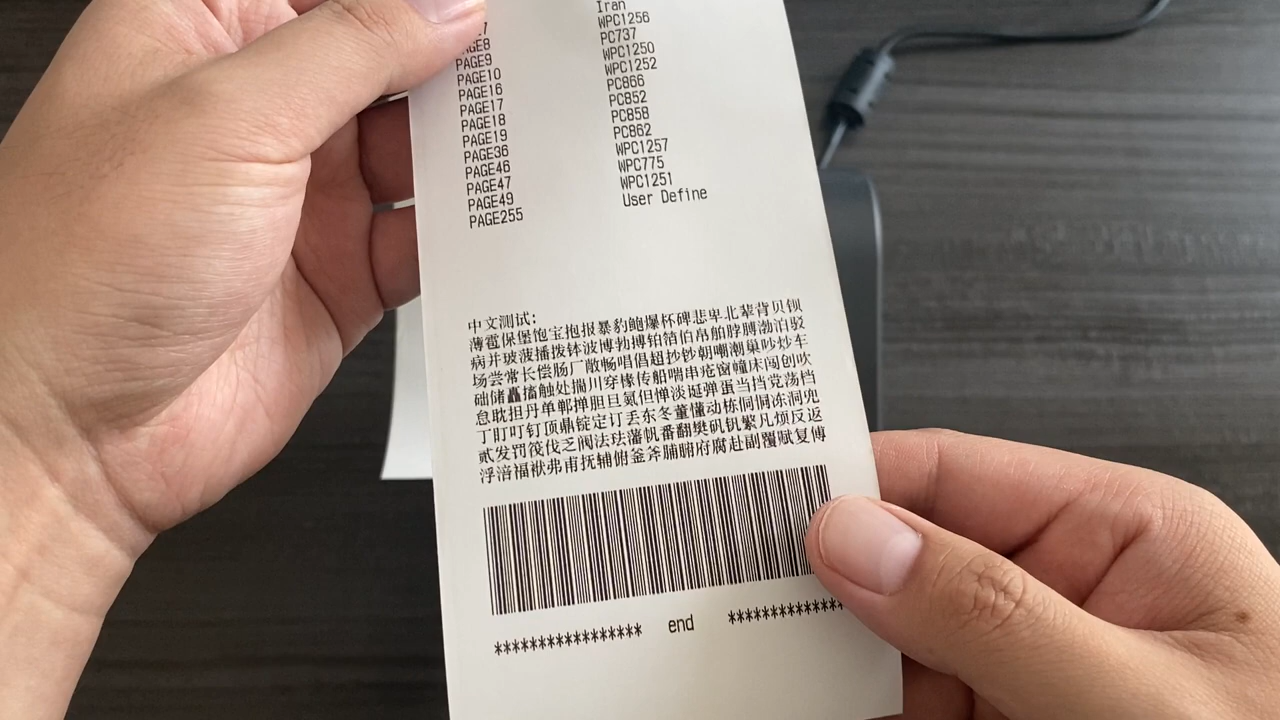 Iran
PAGE8 WPC1256
PAGE9 PC737
PAGE10 WPC1250
PAGE16 WPC1252
PAGE17 PC866
PAGE18 PC852
PAGE19 PC858
PAGE36 PC862
PAGE46 WPC1257
PAGE47 WPC775
PAGE49 WPC1251
PAGE255 User Define
中文测试:
薄雹保堡饱宝抱报暴豹鲍爆杯碑悲卑北辈背贝钡
病并玻菠播拨钵波博勃搏铂箔伯帛舶脖膊渤泊驳
场尝常长偿肠厂敞畅唱倡超抄钞朝嘲潮巢吵炒车
础储矗搐触处揣川穿椽传船喘串疮窗幢床闯创吹
怠耽担丹单郸掸胆旦氮但惮淡诞弹蛋当挡党荡档
丁盯叮钉顶鼎锭定订丢东冬董懂动栋侗恫冻洞兜
贰发罚筏伐乏阀法珐藩帆番翻樊矾钒繁凡烦反返
浮涪福袱弗甫抚辅俯釜斧脯腑府腐赴副覆赋复傅
***************** end *************